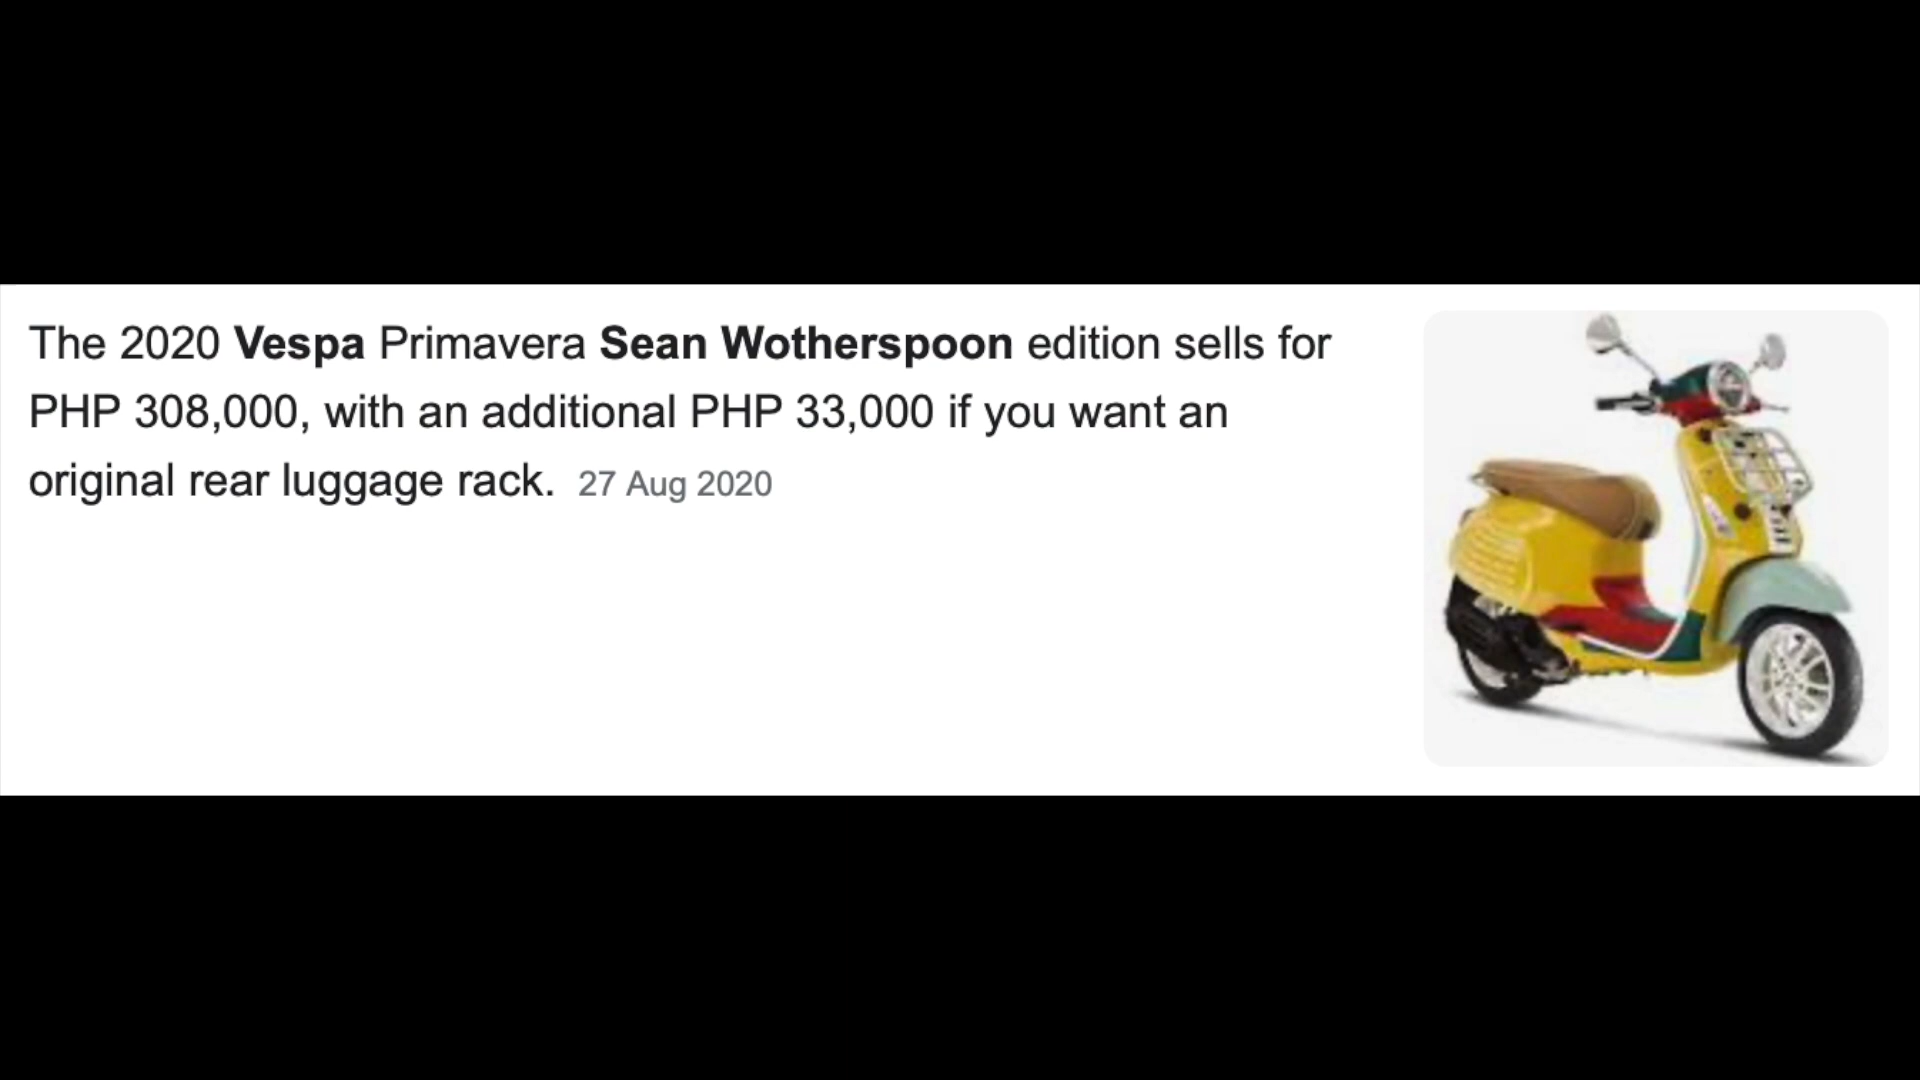 The 2020 Vespa Primavera Sean Wotherspoon edition sells for
PHP 308,000, with an additional PHP 33,000 if you want an
original rear luggage rack. 27 Aug 2020